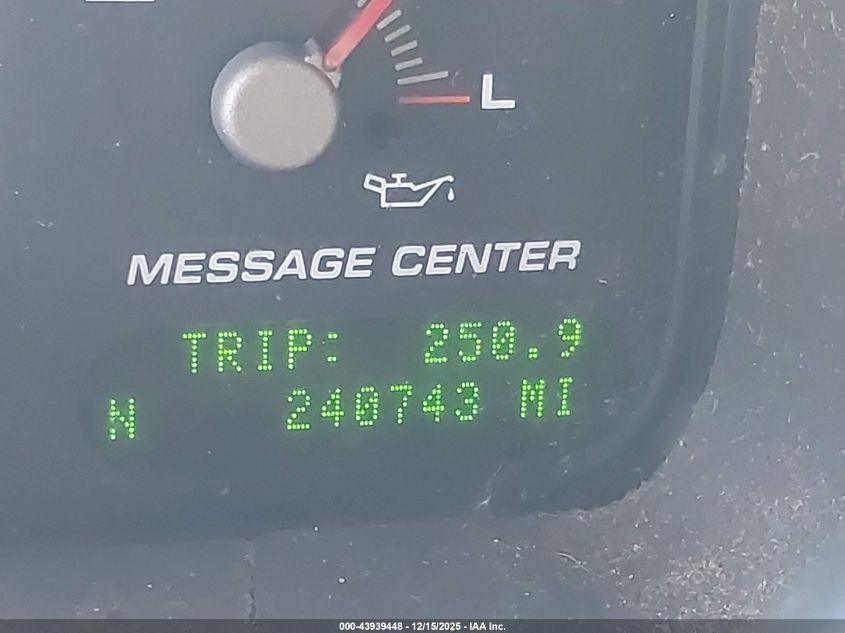 L
MESSAGE CENTER
TRIP: 250.9
N 240743 MI
000-43939448 - 12/15/2025 - IAA Inc.